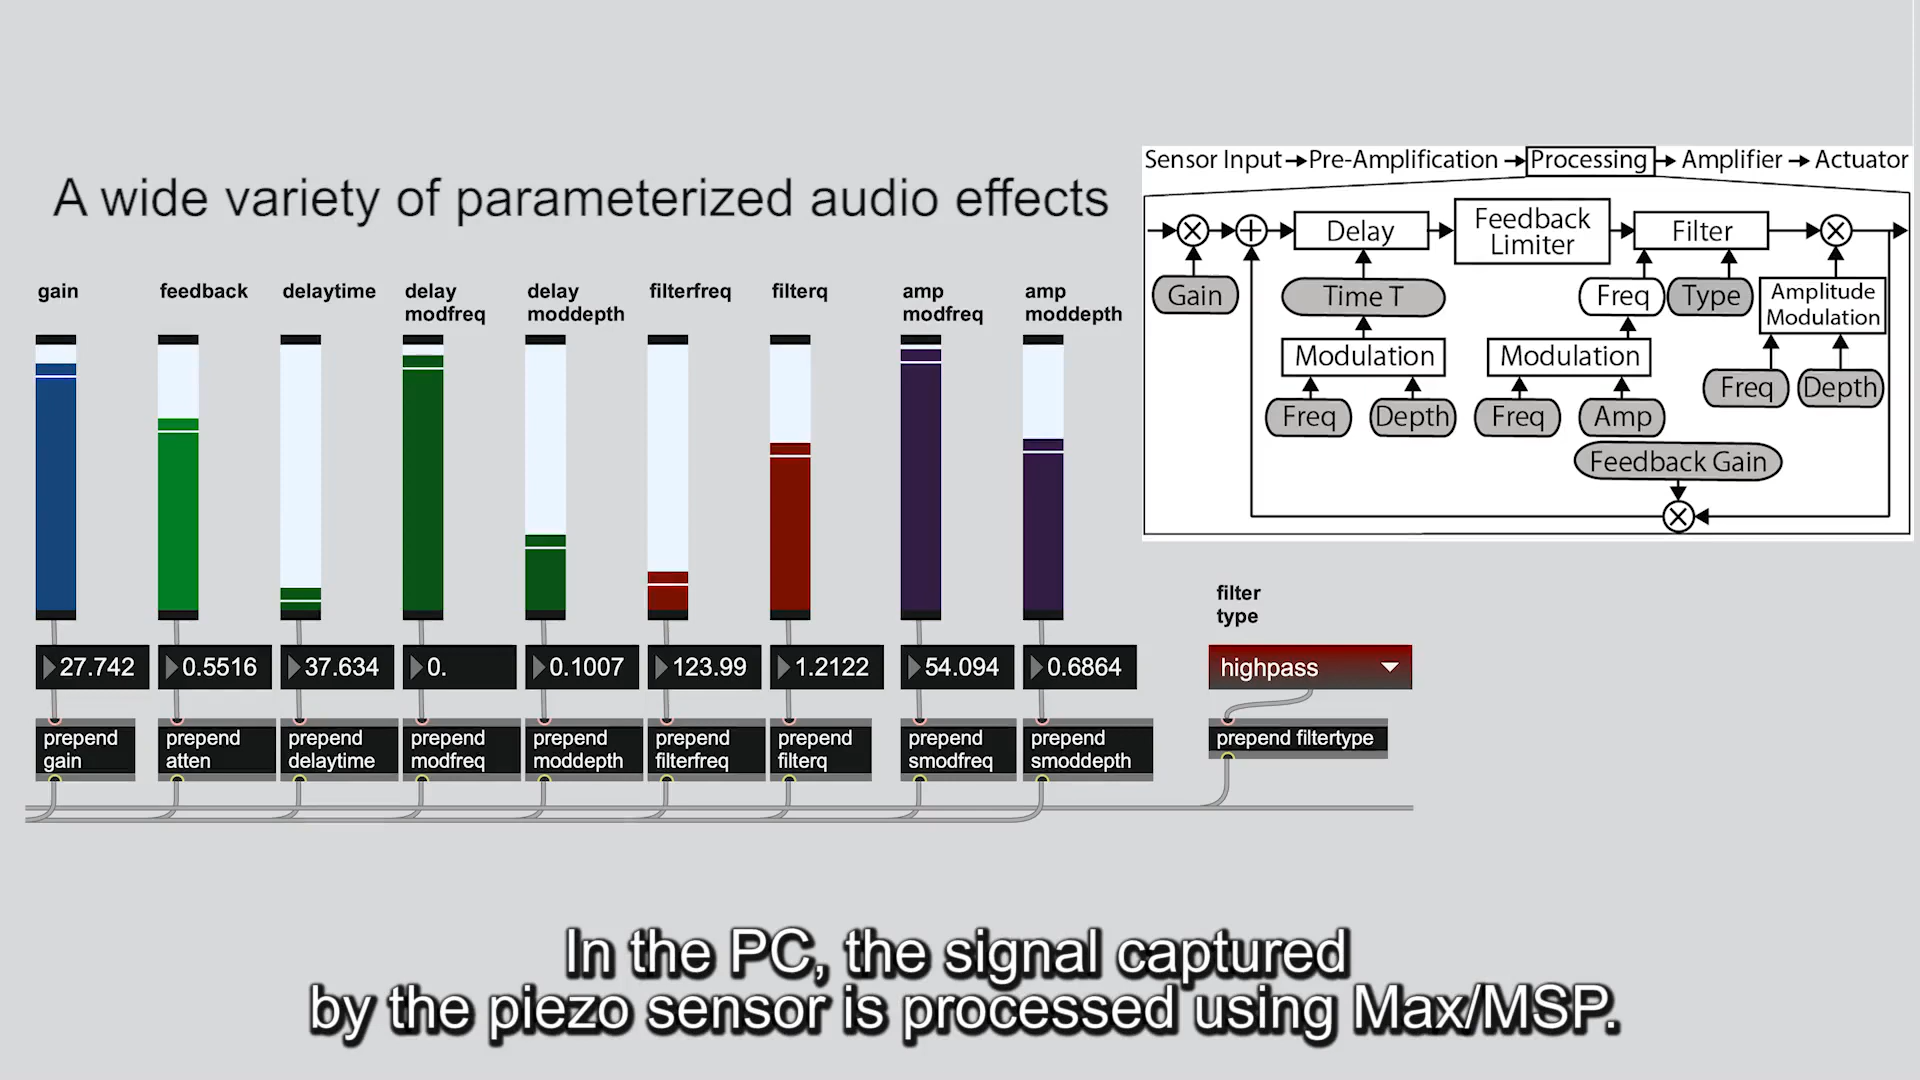 A wide variety of parameterized audio effects
gain
feedback
delaytime
delay
modfreq
delay
moddepth
filterfreq
filterq
amp
modfreq
amp
moddepth
27.742
0.5516
37.634
0.
0.1007
123.99
1.2122
54.094
0.6864
prepend
gain
prepend
atten
prepend
delaytime
prepend
modfreq
prepend
moddepth
prepend
filterfreq
prepend
filterq
prepend
smodfreq
prepend
smoddepth
filter
type
highpass
prepend filtertype
Sensor Input Pre-Amplification Processing Amplifier Actuator
Delay
Feedback
Limiter
Filter
Gain
Time T
Freq
Type
Amplitude
Modulation
Modulation
Modulation
Freq
Depth
Freq
Depth
Freq
Amp
Feedback Gain
In the PC, the signal captured
by the piezo sensor is processed using Max/MSP.